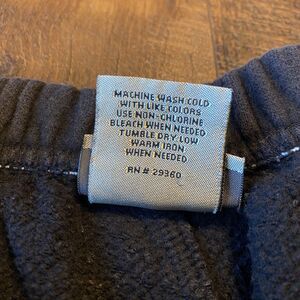 MACHINE WASH COLD
WITH LIKE COLORS
USE NON-CHLORINE
BLEACH WHEN NEEDED
TUMBLE DRY LOW
WARM IRON
WHEN NEEDED
RN # 29360